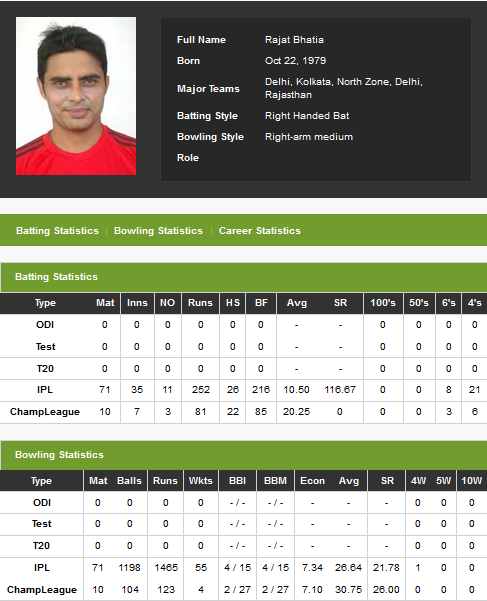 Full Name Rajat Bhatia
Born Oct 22, 1979
Major Teams Delhi, Kolkata, North Zone, Delhi,
Rajasthan
Batting Style Right Handed Bat
Bowling Style Right-arm medium
Role
Batting Statistics | Bowling Statistics | Career Statistics
Batting Statistics
Type Mat Inns NO Runs HS BF Avg SR 100's 50's 6's 4's
ODI 0 0 0 0 0 0 - - 0 0 0 0
Test 0 0 0 0 0 0 - - 0 0 0 0
T20 0 0 0 0 0 0 - - 0 0 0 0
IPL 71 35 11 252 26 216 10.50 116.67 0 0 8 21
ChampLeague 10 7 3 81 22 85 20.25 0 0 0 3 6
Bowling Statistics
Type Mat Balls Runs Wkts BBI BBM Econ Avg SR 4W 5W 10W
ODI 0 0 0 0 - / - - / - - - - 0 0 0
Test 0 0 0 0 - / - - / - - - - 0 0 0
T20 0 0 0 0 - / - - / - - - - 0 0 0
IPL 71 1198 1465 55 4 / 15 4 / 15 7.34 26.64 21.78 1 0 0
ChampLeague 10 104 123 4 2 / 27 2 / 27 7.10 30.75 26.00 0 0 0